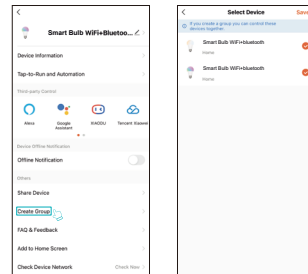 Smart Bulb WiFi+Bluetoo...
Device Information
Tap-to-Run and Automation
Third-party Control
Alexa
Google Assistant
XIAODU
Tencent Xiaowei
Device Offline Notification
Offline Notification
Others
Share Device
Create Group
FAQ & Feedback
Add to Home Screen
Check Device Network
Check Now
Select Device
Save
If you create a group you can control these
devices together.
Smart Bulb WiFi+bluetooth
Home
Smart Bulb WiFi+bluetooth
Home